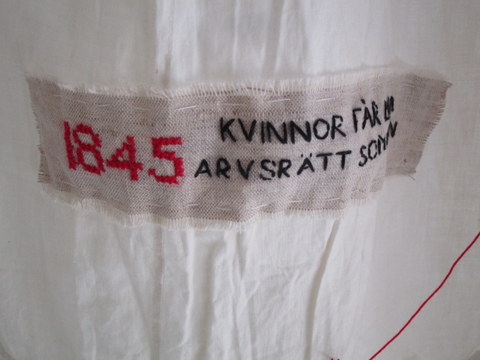 1845
KVINNOR FÅR
ARVSRÄTT SOM